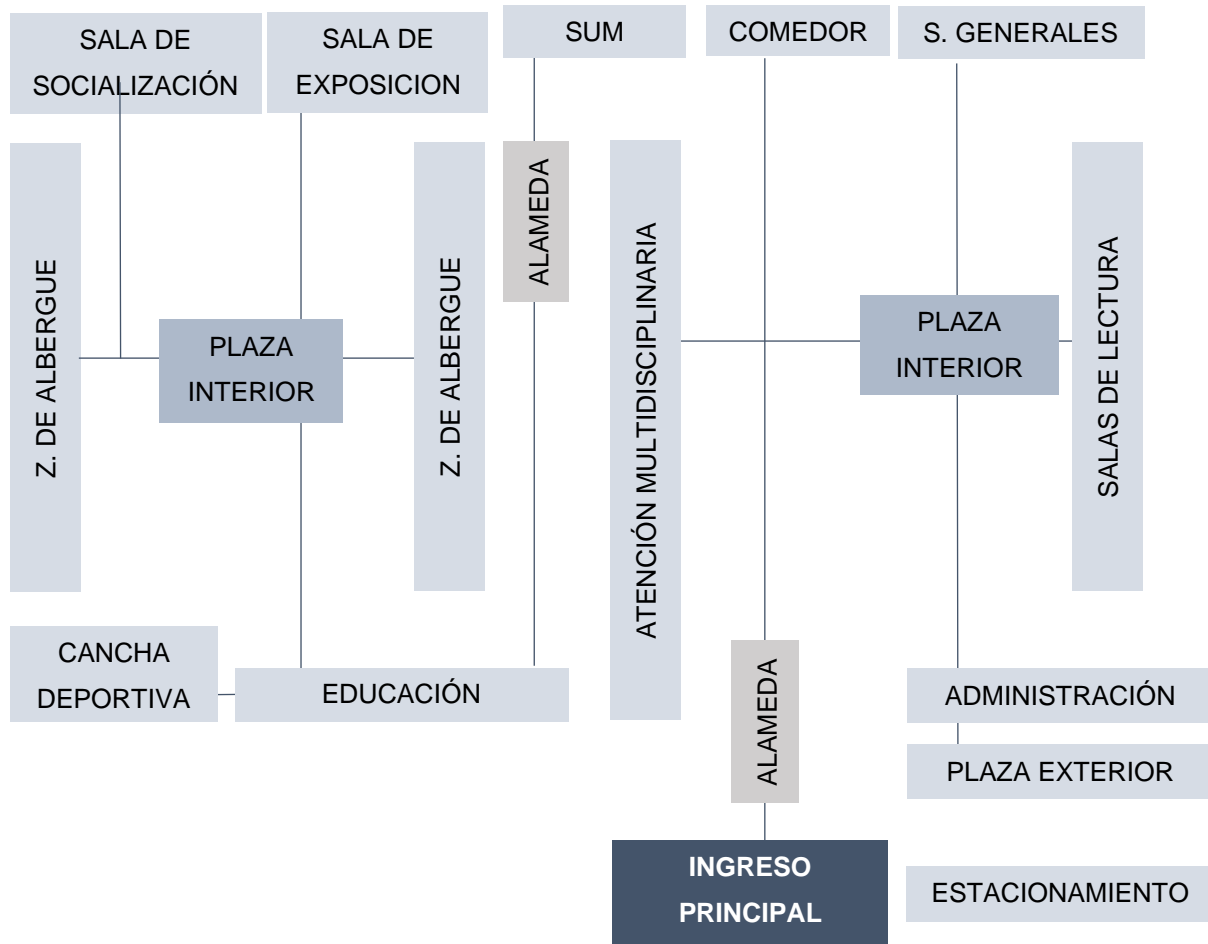 SALA DE
SOCIALIZACIÓN
SALA DE
EXPOSICION
SUM
COMEDOR
S. GENERALES
Z. DE ALBERGUE
PLAZA
INTERIOR
Z. DE ALBERGUE
ALAMEDA
ATENCIÓN MULTIDISCIPLINARIA
PLAZA
INTERIOR
SALAS DE LECTURA
CANCHA
DEPORTIVA
EDUCACIÓN
ALAMEDA
ADMINISTRACIÓN
PLAZA EXTERIOR
INGRESO
PRINCIPAL
ESTACIONAMIENTO